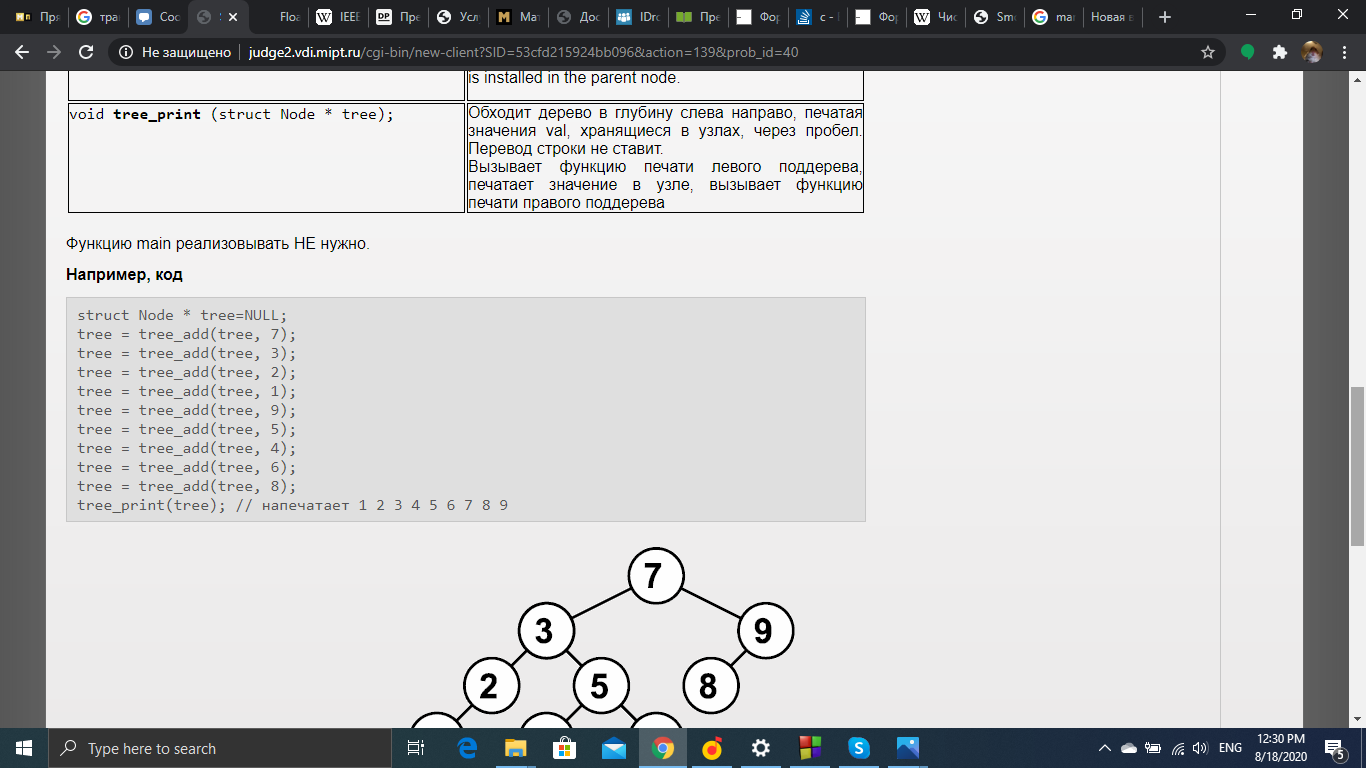 Пря
тран
Сос
Floa
IEEE
Пре
Усл
Мат
Дос
IDro
Пре
Фор
c - I
Фор
Чис
Sm
mai
Новая в
Не защищено | judge2.vdi.mipt.ru/cgi-bin/new-client?SID=53cfd215924bb096&action=139&prob_id=40
is installed in the parent node.
void tree_print (struct Node * tree);
Обходит дерево в глубину слева направо, печатая
значения val, хранящиеся в узлах, через пробел.
Перевод строки не ставит.
Вызывает функцию печати левого поддерева,
печатает значение в узле, вызывает функцию
печати правого поддерева
Функцию main реализовывать НЕ нужно.
Например, код
struct Node * tree=NULL;
tree = tree_add(tree, 7);
tree = tree_add(tree, 3);
tree = tree_add(tree, 2);
tree = tree_add(tree, 1);
tree = tree_add(tree, 9);
tree = tree_add(tree, 5);
tree = tree_add(tree, 4);
tree = tree_add(tree, 6);
tree = tree_add(tree, 8);
tree_print(tree); // напечатает 1 2 3 4 5 6 7 8 9
7
3 9
2 5 8
Type here to search
ENG
12:30 PM
8/18/2020
5